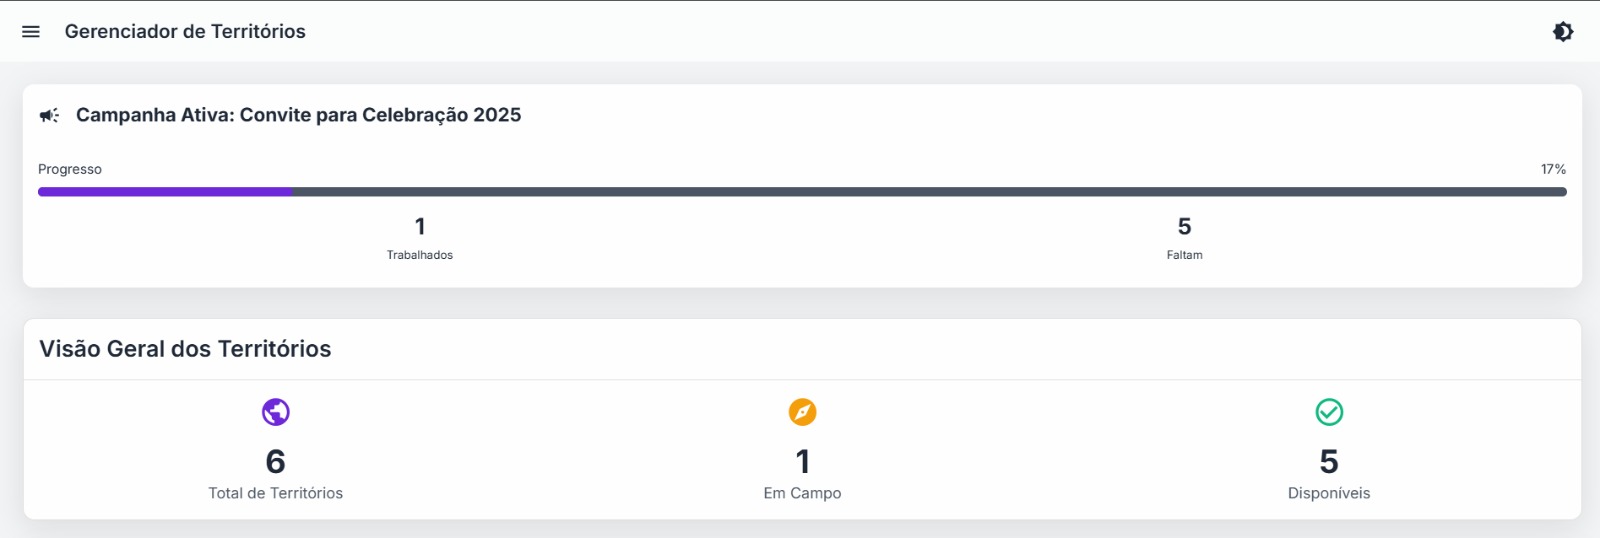 Gerenciador de Territórios
Campanha Ativa: Convite para Celebração 2025
Progresso 17%
1 5
Trabalhados Faltam
Visão Geral dos Territórios
6 1 5
Total de Territórios Em Campo Disponíveis